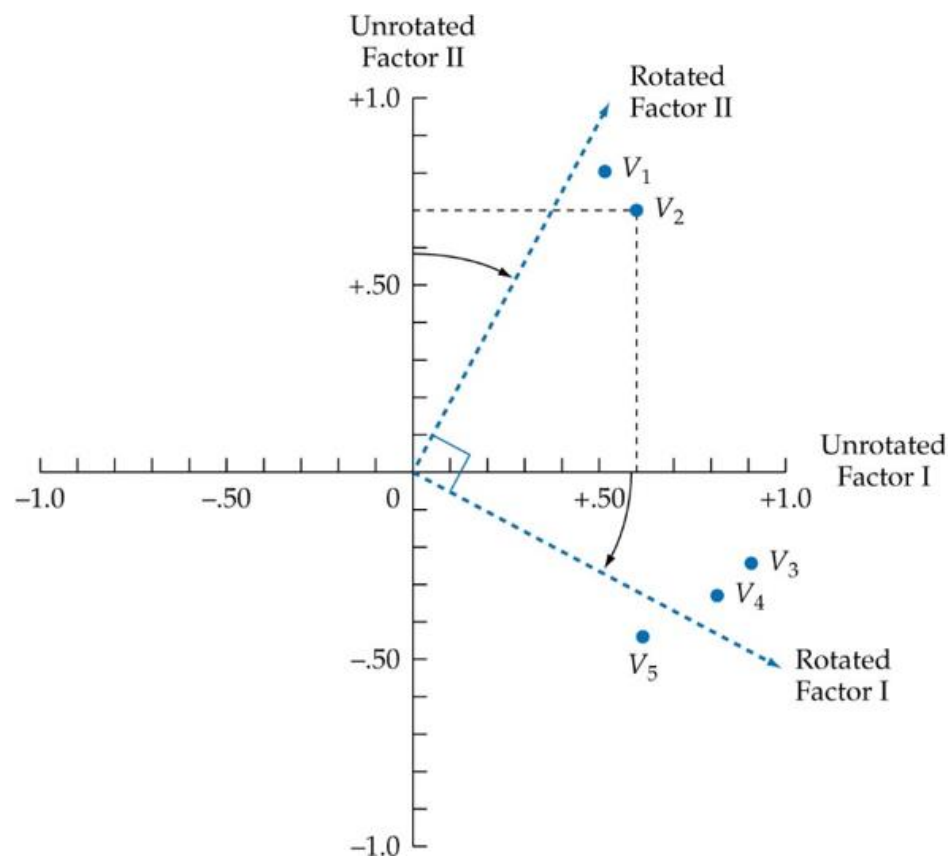 Unrotated
Factor II
+1.0
Rotated
Factor II
V1
V2
+.50
Unrotated
Factor I
–1.0
–.50
0
+.50
+1.0
V3
V4
V5
–.50
Rotated
Factor I
–1.0